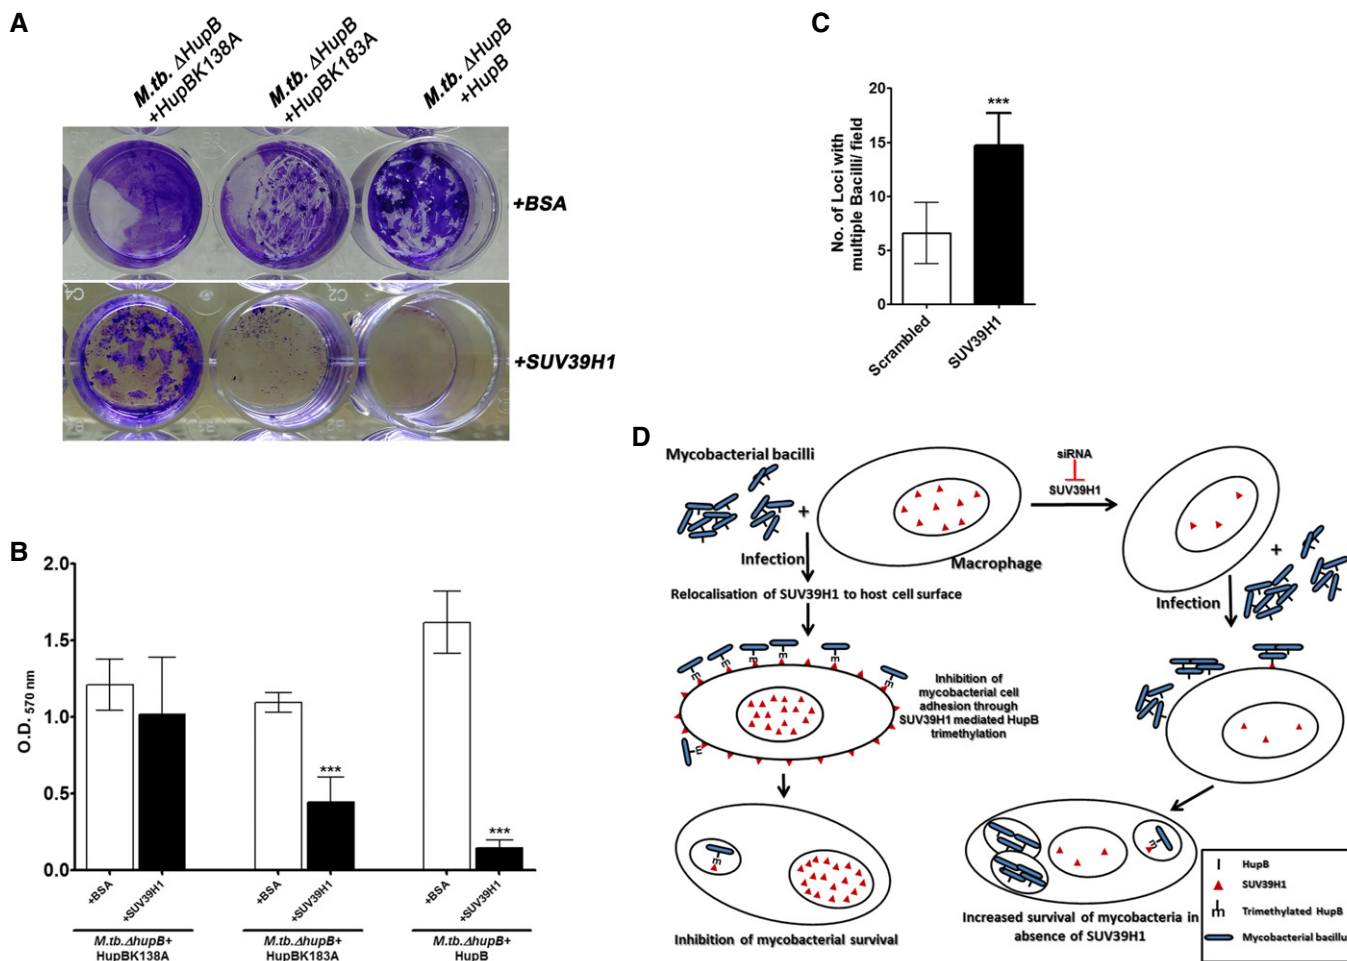 A
M.tb. ΔHupB
+HupBK138A
M.tb. ΔHupB
+HupBK183A
M.tb. ΔHupB
+HupB
+BSA
+SUV39H1
C4
C2
B2
B
2.0
1.5
1.0
0.5
0.0
O.D. 570 nm
+BSA
+SUV39H1
+BSA
+SUV39H1
+BSA
+SUV39H1
M.tb.ΔhupB+
HupBK138A
M.tb.ΔhupB+
HupBK183A
M.tb.ΔhupB+
HupB
***
***
C
No. of Loci with
multiple Bacilli/ field
20
15
10
5
0
***
Scrambled
SUV39H1
D
Mycobacterial bacilli
+
Infection
Macrophage
siRNA
SUV39H1
+
Infection
Relocalisation of SUV39H1 to host cell surface
m
m
m
m
m
m
Inhibition of
mycobacterial cell
adhesion through
SUV39H1 mediated HupB
trimethylation
m
m
m
Inhibition of mycobacterial survival
Increased survival of mycobacteria in
absence of SUV39H1
HupB
SUV39H1
m
Trimethylated HupB
Mycobacterial bacillus